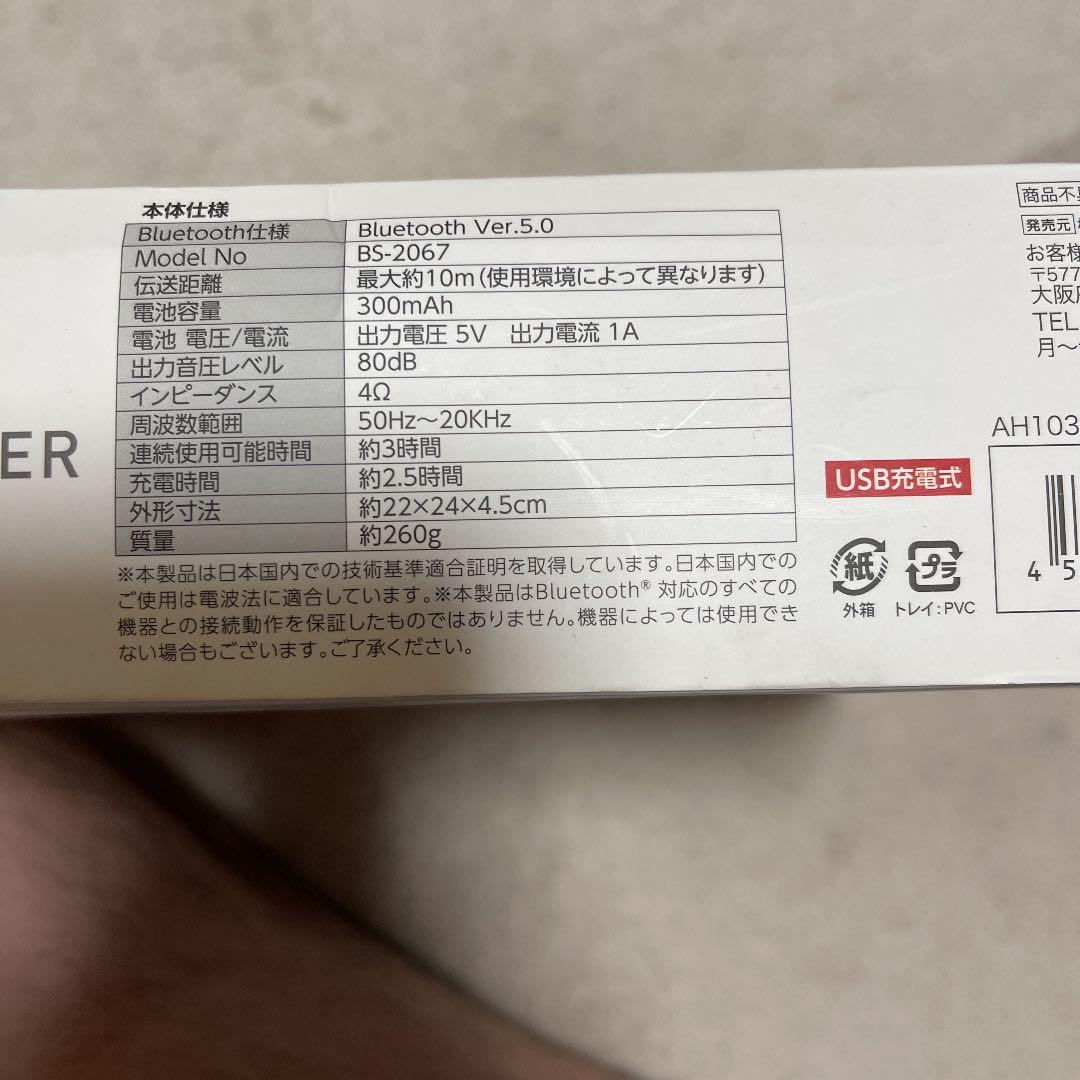 本体仕様
Bluetooth仕様 Bluetooth Ver.5.0
Model No BS-2067
伝送距離 最大約10m(使用環境によって異なります)
電池容量 300mAh
電池 電圧/電流 出力電圧 5V 出力電流 1A
出力音圧レベル 80dB
インピーダンス 4Ω
周波数範囲 50Hz～20KHz
連続使用可能時間 約3時間
充電時間 約2.5時間
外形寸法 約22×24×4.5cm
質量 約260g
※本製品は日本国内での技術基準適合証明を取得しています。日本国内での
ご使用は電波法に適合しています。※本製品はBluetooth® 対応のすべての
機器との接続動作を保証したものではありません。機器によっては使用でき
ない場合もございます。ご了承ください。
ER
USB充電式
紙 プラ
外箱 トレイ:PVC
商品不
発売元
お客様
〒577
大阪府
TEL
月～
AH103
4 5